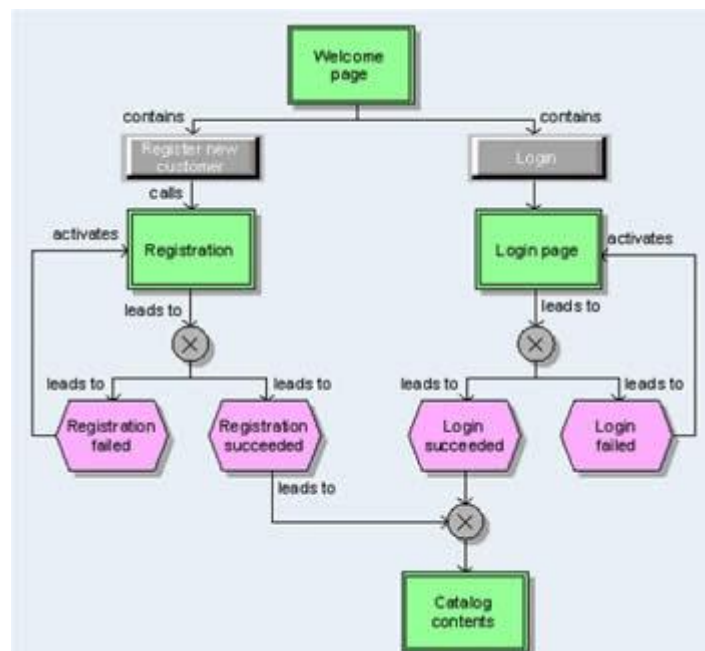 Welcome
page
contains
contains
Register new
customer
Login
calls
activates
activates
Registration
Login page
leads to
leads to
leads to
leads to
leads to
leads to
Registration
failed
Registration
succeeded
Login
succeeded
Login
failed
leads to
Catalog
contents